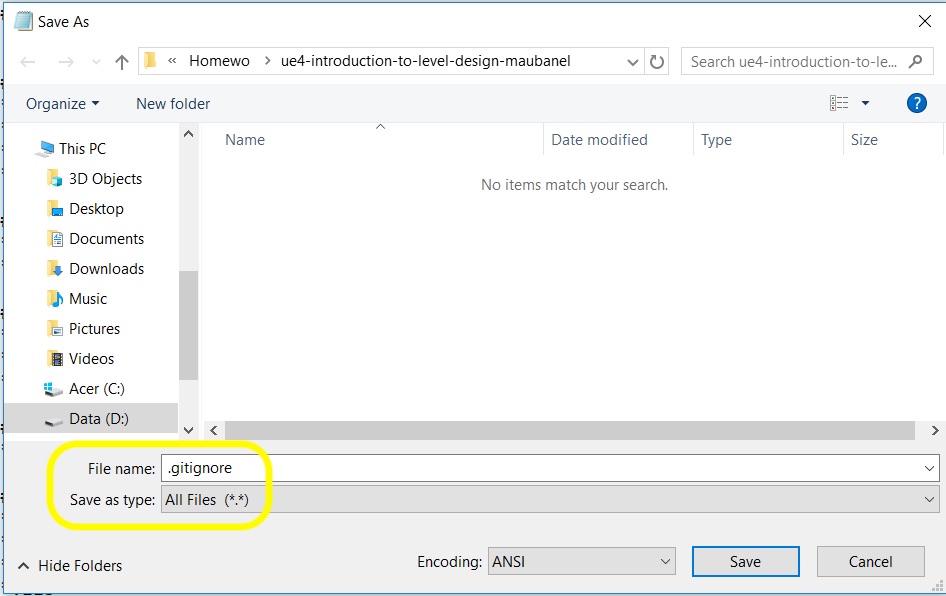 Save As
« Homewo > ue4-introduction-to-level-design-maubanel
Search ue4-introduction-to-le...
Organize
New folder
?
Name
Date modified
Type
Size
No items match your search.
This PC
3D Objects
Desktop
Documents
Downloads
Music
Pictures
Videos
Acer (C:)
Data (D:)
File name: .gitignore
Save as type: All Files (*.*)
Hide Folders
Encoding: ANSI
Save
Cancel